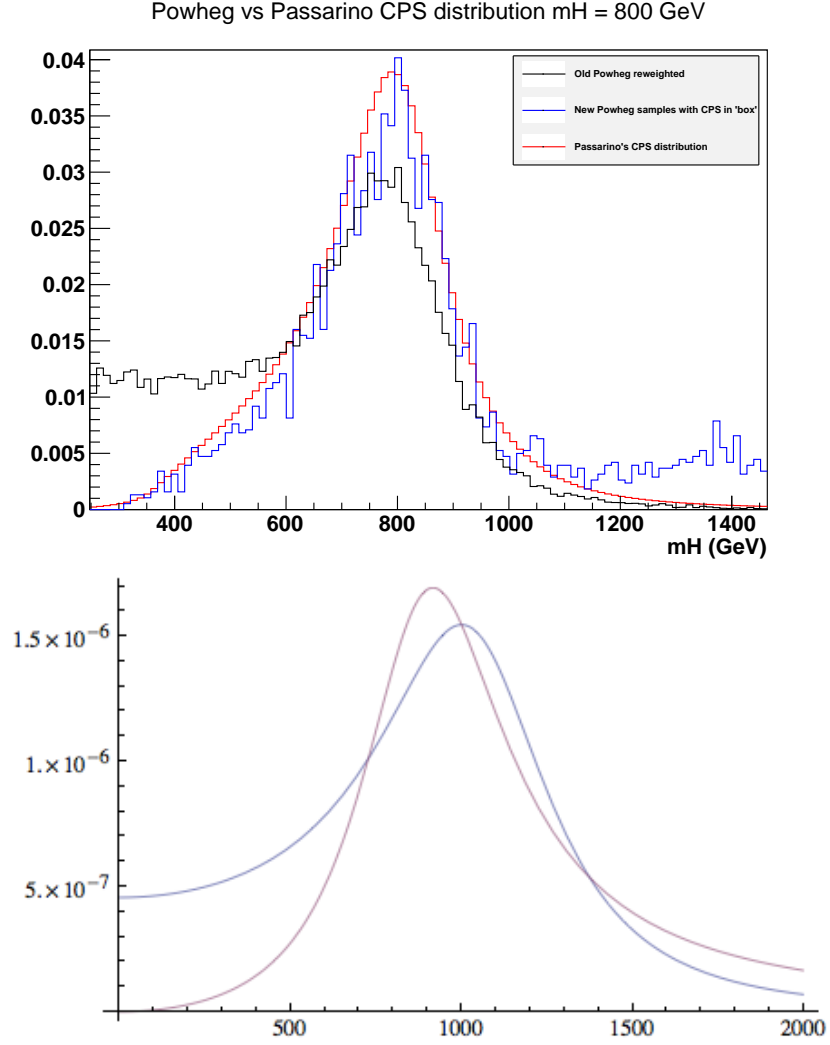 Powheg vs Passarino CPS distribution mH = 800 GeV
0.04
Old Powheg reweighted
0.035
New Powheg samples with CPS in 'box'
Passarino's CPS distribution
0.03
0.025
0.02
0.015
0.01
0.005
0
400 600 800 1000 1200 1400
mH (GeV)
1.5 × 10^-6
1. × 10^-6
5. × 10^-7
500 1000 1500 2000